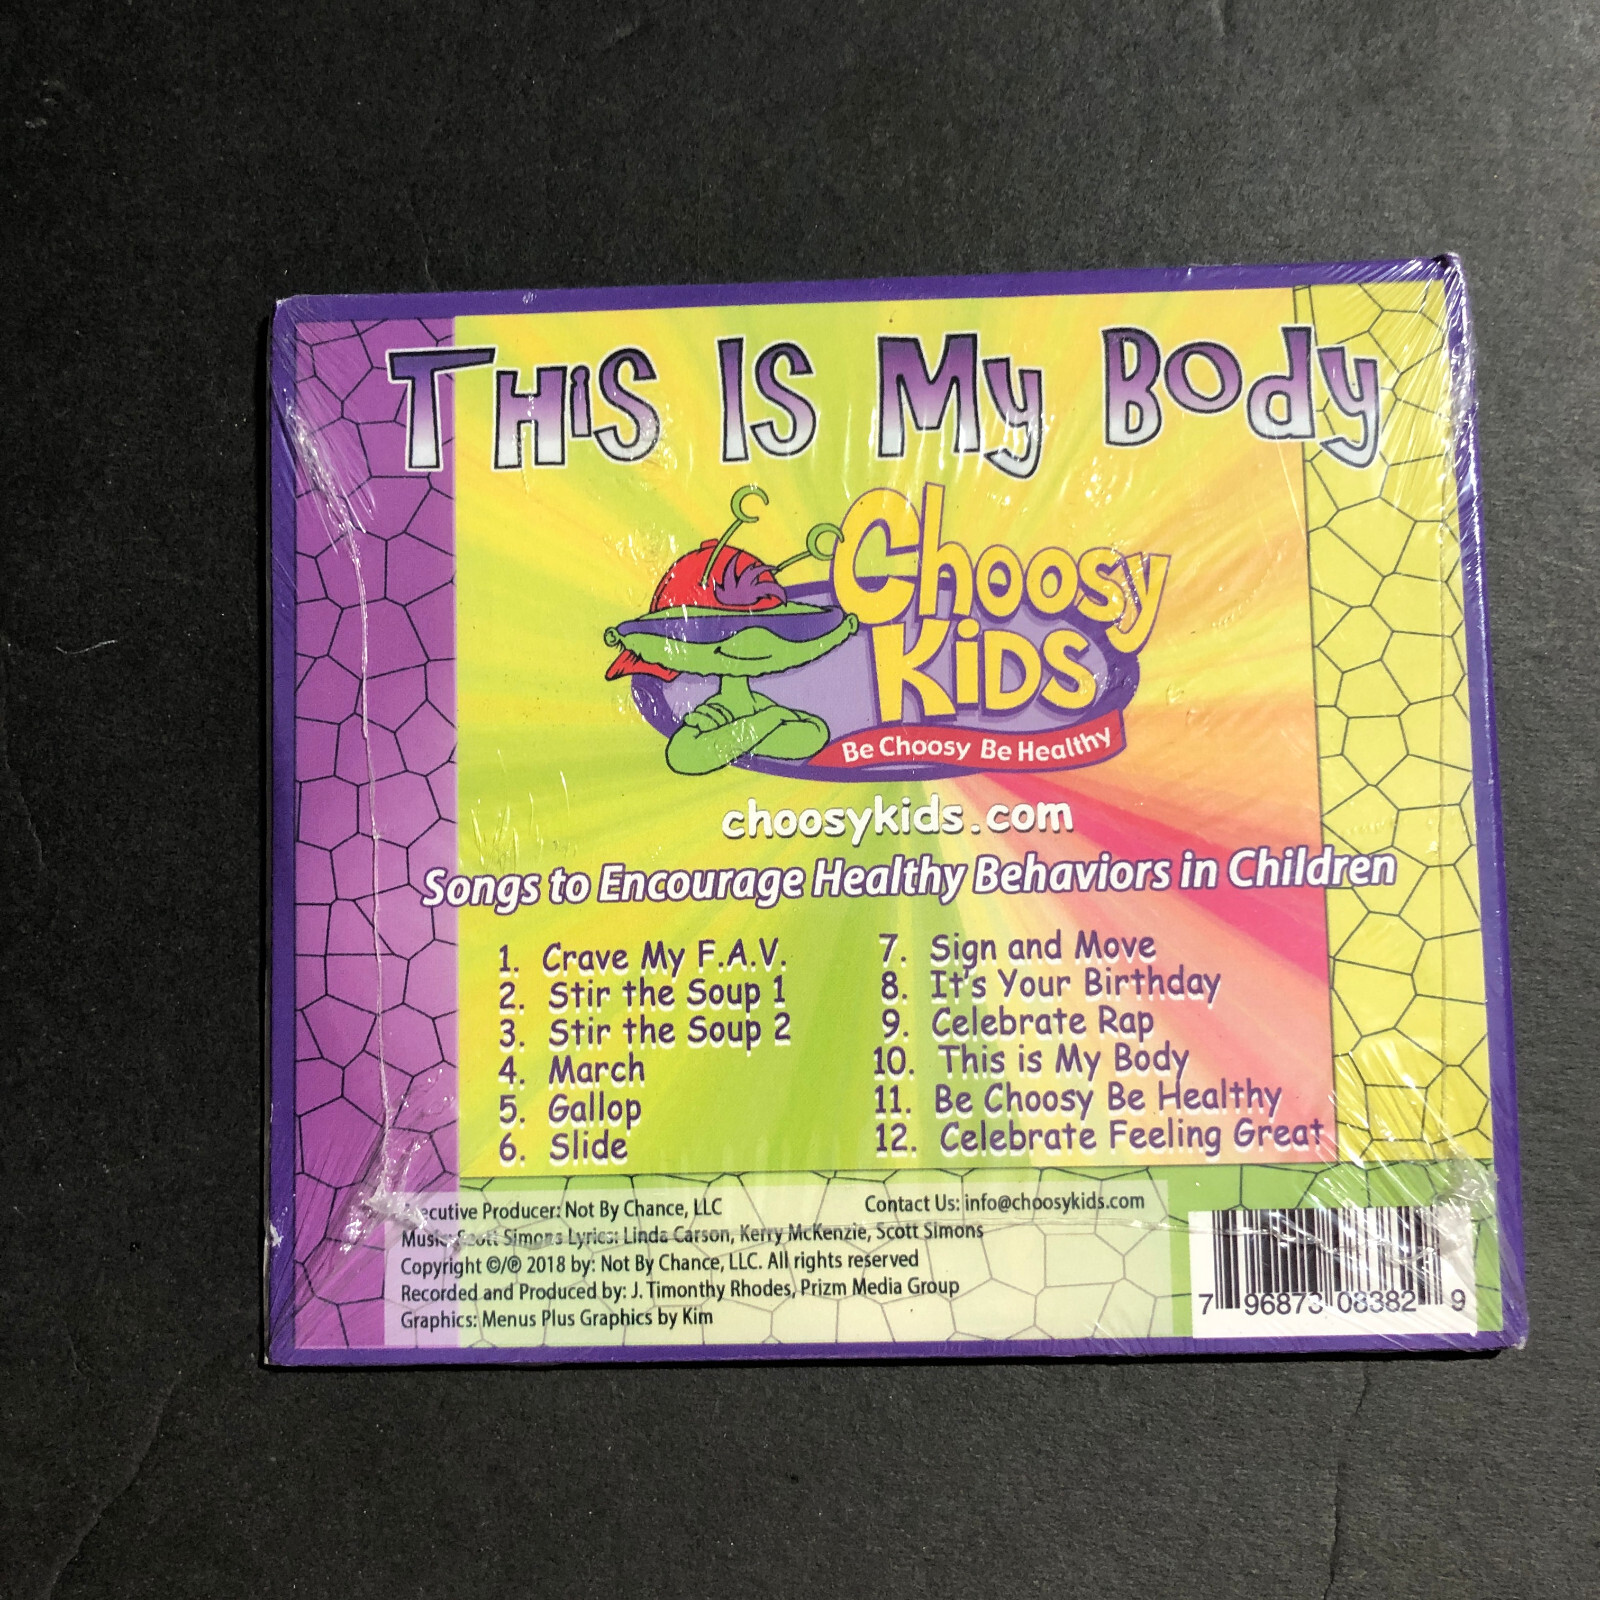 THiS IS My Body
Choosy
KiDS
Be Choosy Be Healthy
choosykids.com
Songs to Encourage Healthy Behaviors in Children
1. Crave My F.A.V.
2. Stir the Soup 1
3. Stir the Soup 2
4. March
5. Gallop
6. Slide
7. Sign and Move
8. It's Your Birthday
9. Celebrate Rap
10. This is My Body
11. Be Choosy Be Healthy
12. Celebrate Feeling Great
Executive Producer: Not By Chance, LLC
Contact Us: info@choosykids.com
Music: Scott Simons Lyrics: Linda Carson, Kerry McKenzie, Scott Simons
Copyright ©/℗ 2018 by: Not By Chance, LLC. All rights reserved
Recorded and Produced by: J. Timonthy Rhodes, Prizm Media Group
Graphics: Menus Plus Graphics by Kim
7 96873 08382 9